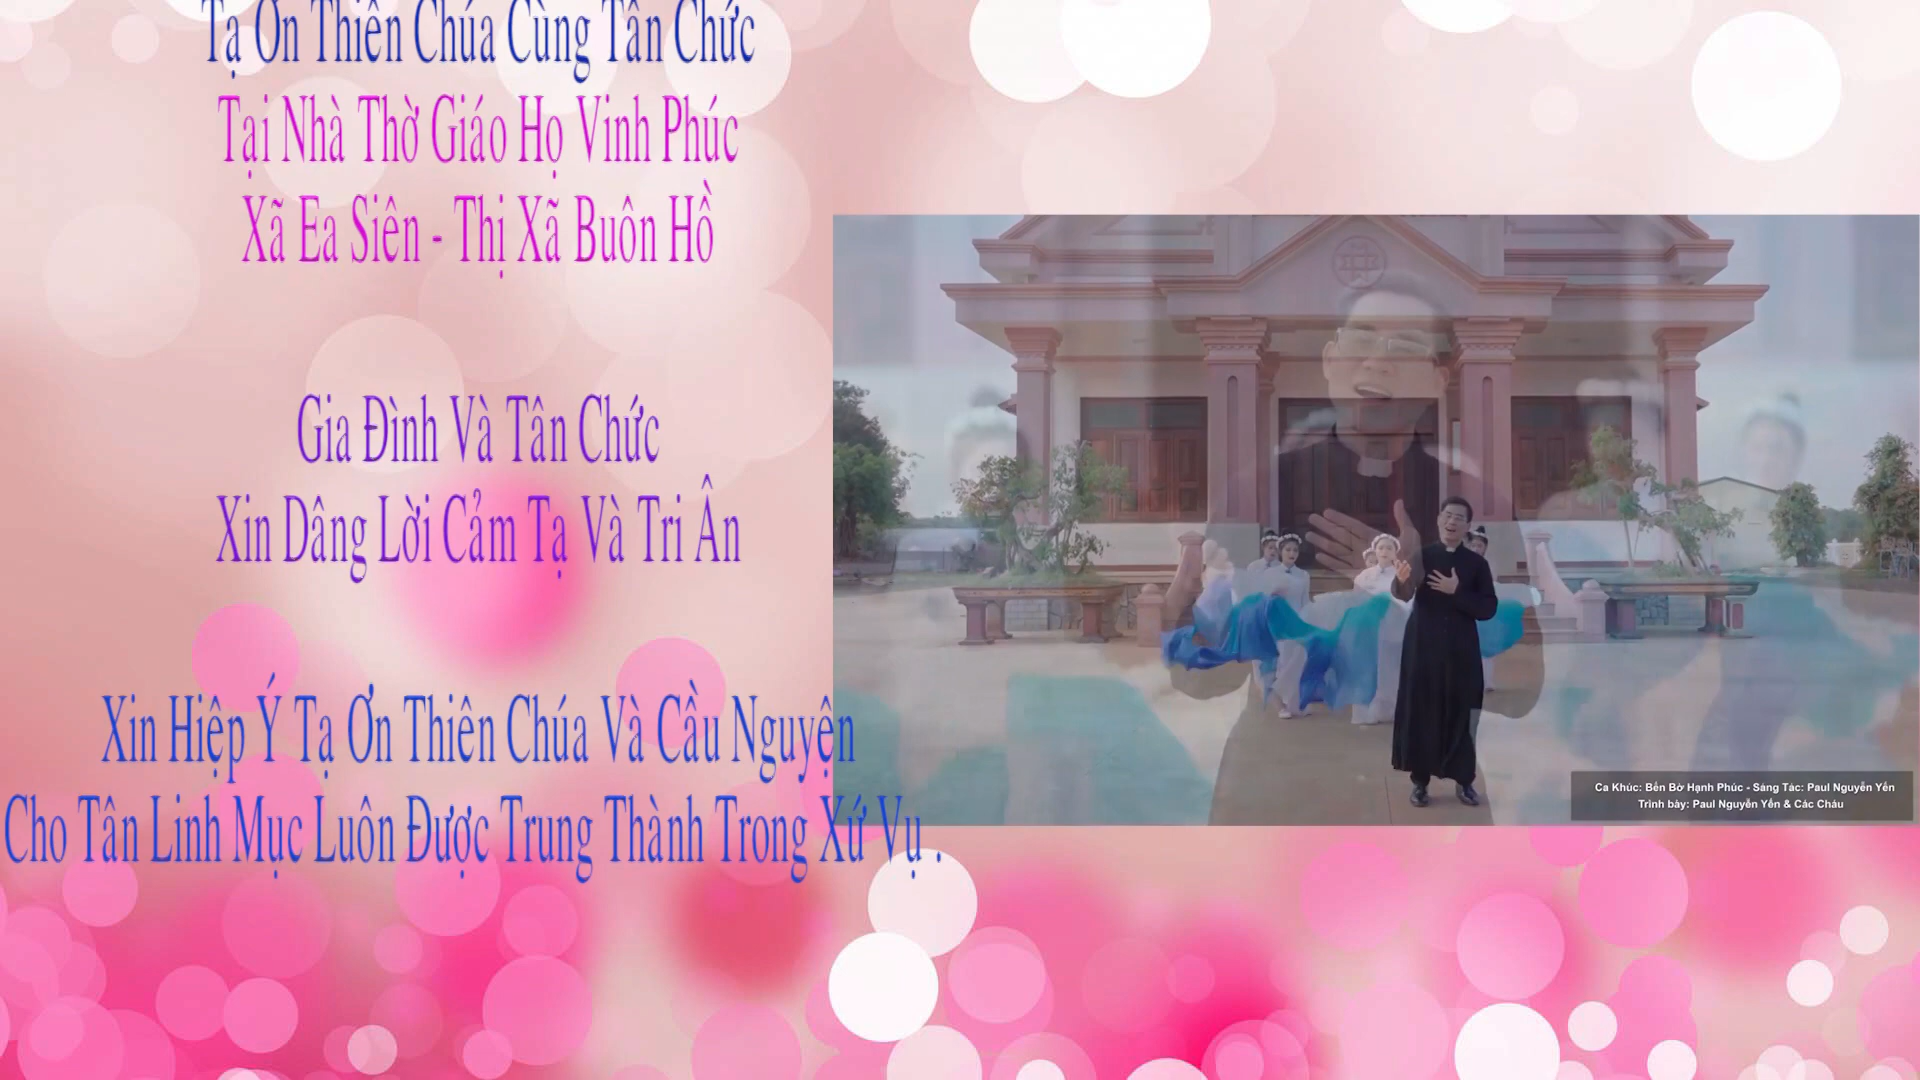 Tạ Ơn Thiên Chúa Cùng Tân Chức
Tại Nhà Thờ Giáo Họ Vinh Phúc
Xã Ea Siên - Thị Xã Buôn Hồ
Gia Đình Và Tân Chức
Xin Dâng Lời Cảm Tạ Và Tri Ân
Xin Hiệp Ý Tạ Ơn Thiên Chúa Và Cầu Nguyện
Cho Tân Linh Mục Luôn Được Trung Thành Trong Xứ Vụ .
Ca Khúc: Bến Bờ Hạnh Phúc - Sáng Tác: Paul Nguyễn Yến
Trình bày: Paul Nguyễn Yến & Các Cháu